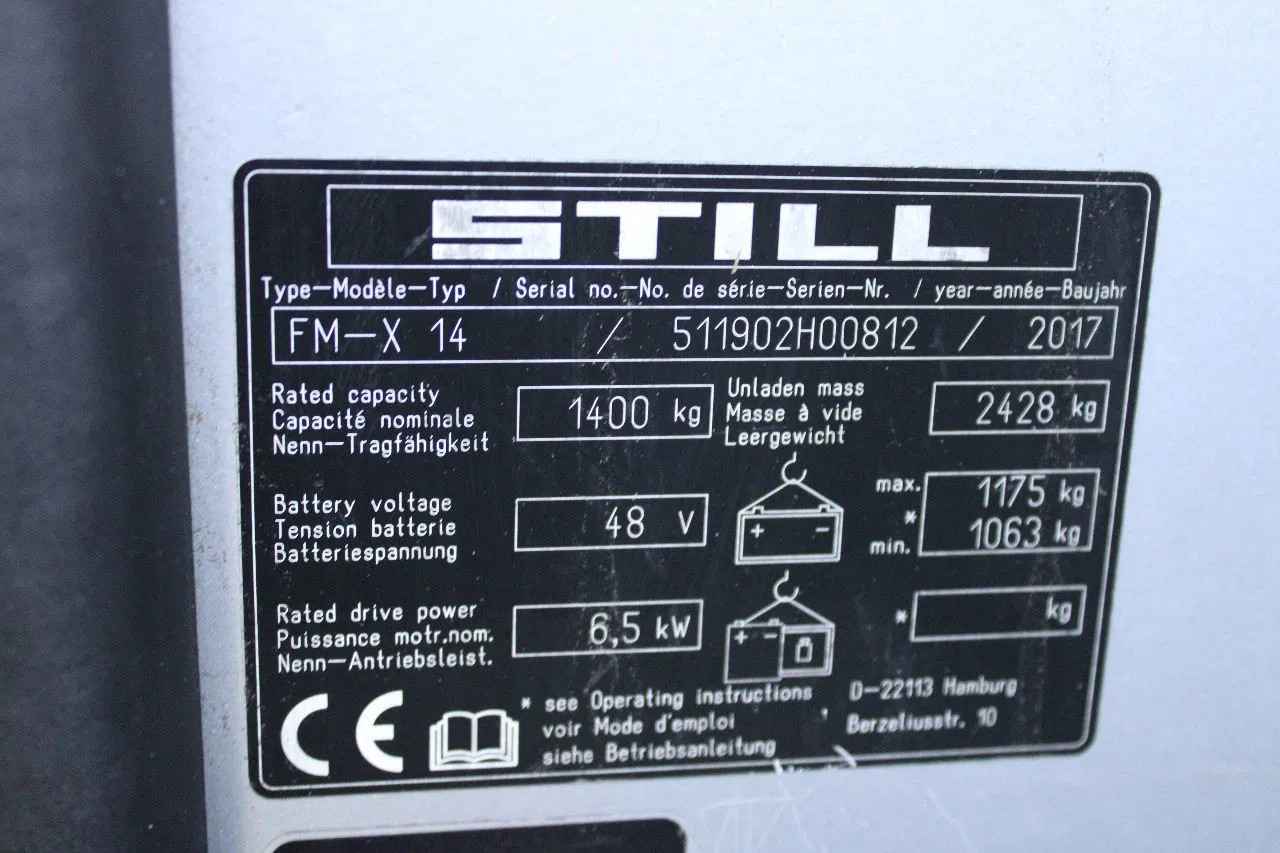 STILL
Type-Modèle-Typ / Serial no.-No. de série-Serien-Nr. / year-année-Baujahr
FM-X 14 / 511902H00812 / 2017
Rated capacity
Capacité nominale
Nenn-Tragfähigkeit
1400 kg
Unladen mass
Masse à vide
Leergewicht
2428 kg
Battery voltage
Tension batterie
Batteriespannung
48 V
+ -
max. 1175 kg
*
min. 1063 kg
Rated drive power
Puissance motr.nom.
Nenn-Antriebsleist.
6,5 kW
+ -
* kg
CE
* see Operating instructions
voir Mode d'emploi
siehe Betriebsanleitung
D-22113 Hamburg
Berzeliusstr. 10